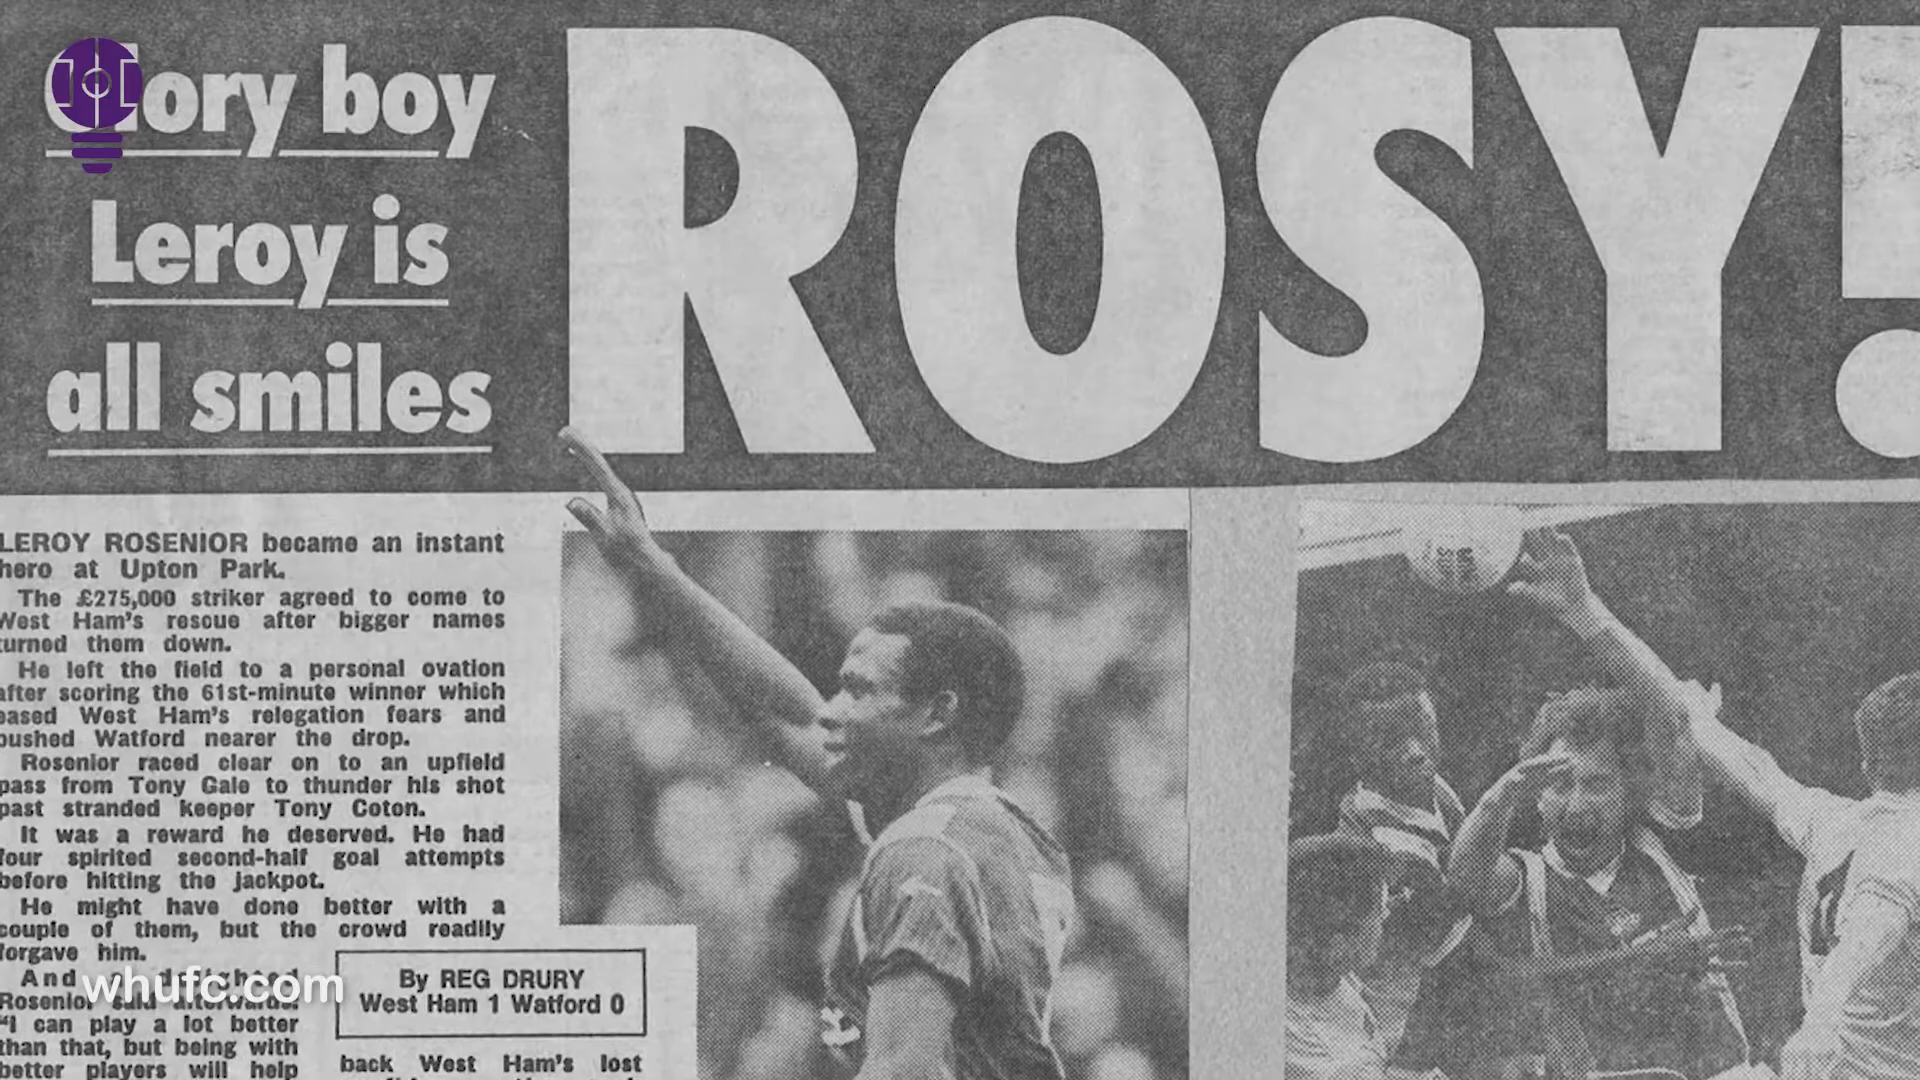 Glory boy
Leroy is
all smiles
ROSY!
LEROY ROSENIOR became an instant
hero at Upton Park.
The £275,000 striker agreed to come to
West Ham's rescue after bigger names
turned them down.
He left the field to a personal ovation
after scoring the 61st-minute winner which
eased West Ham's relegation fears and
pushed Watford nearer the drop.
Rosenior raced clear on to an upfield
pass from Tony Gale to thunder his shot
past stranded keeper Tony Coton.
It was a reward he deserved. He had
four spirited second-half goal attempts
before hitting the jackpot.
He might have done better with a
couple of them, but the crowd readily
forgave him.
And
Rosenior said afterwards:
"I can play a lot better
than that, but being with
better players will help
By REG DRURY
West Ham 1 Watford 0
back West Ham's lost
whufc.com